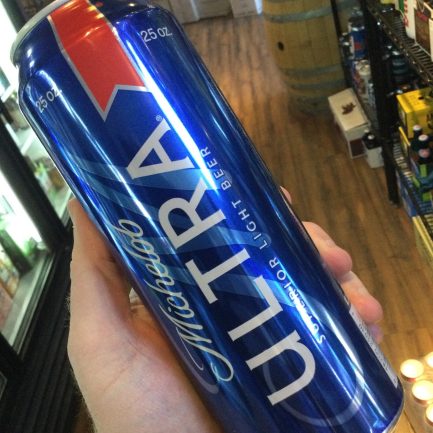 25 OZ.
25 OZ.
Michelob
ULTRA®
SUPERIOR LIGHT BEER